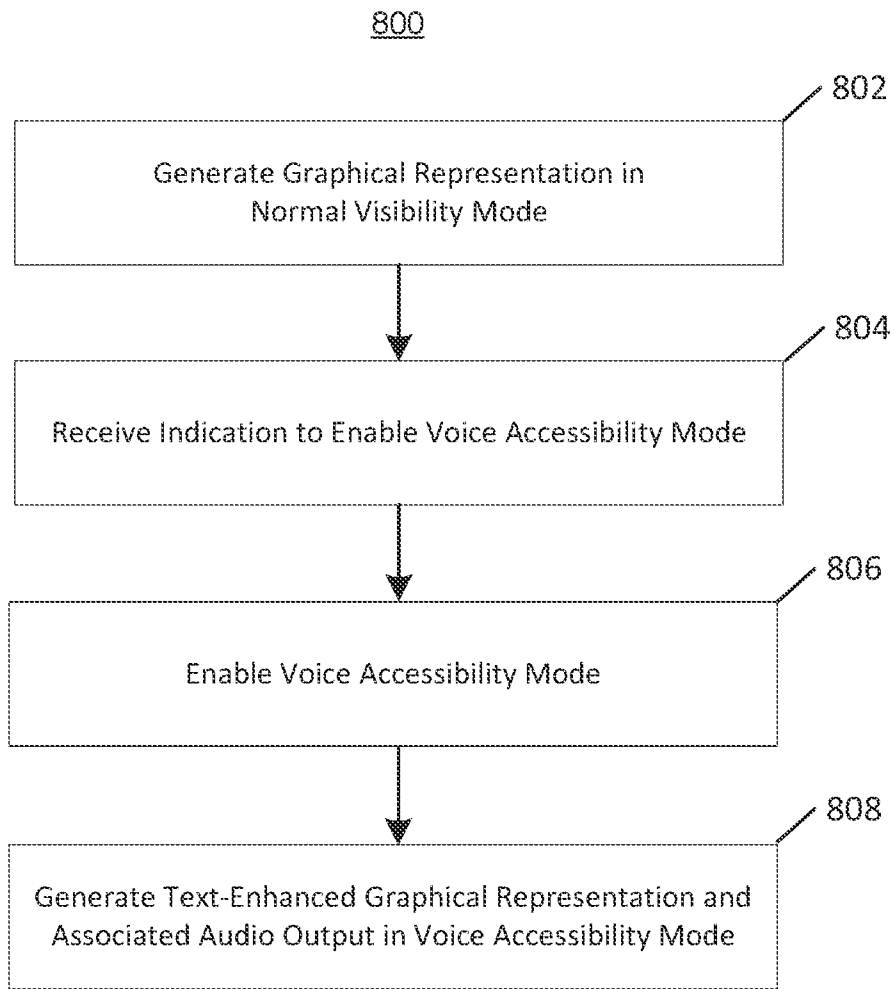 800
802
Generate Graphical Representation in
Normal Visibility Mode
804
Receive Indication to Enable Voice Accessibility Mode
806
Enable Voice Accessibility Mode
808
Generate Text-Enhanced Graphical Representation and
Associated Audio Output in Voice Accessibility Mode